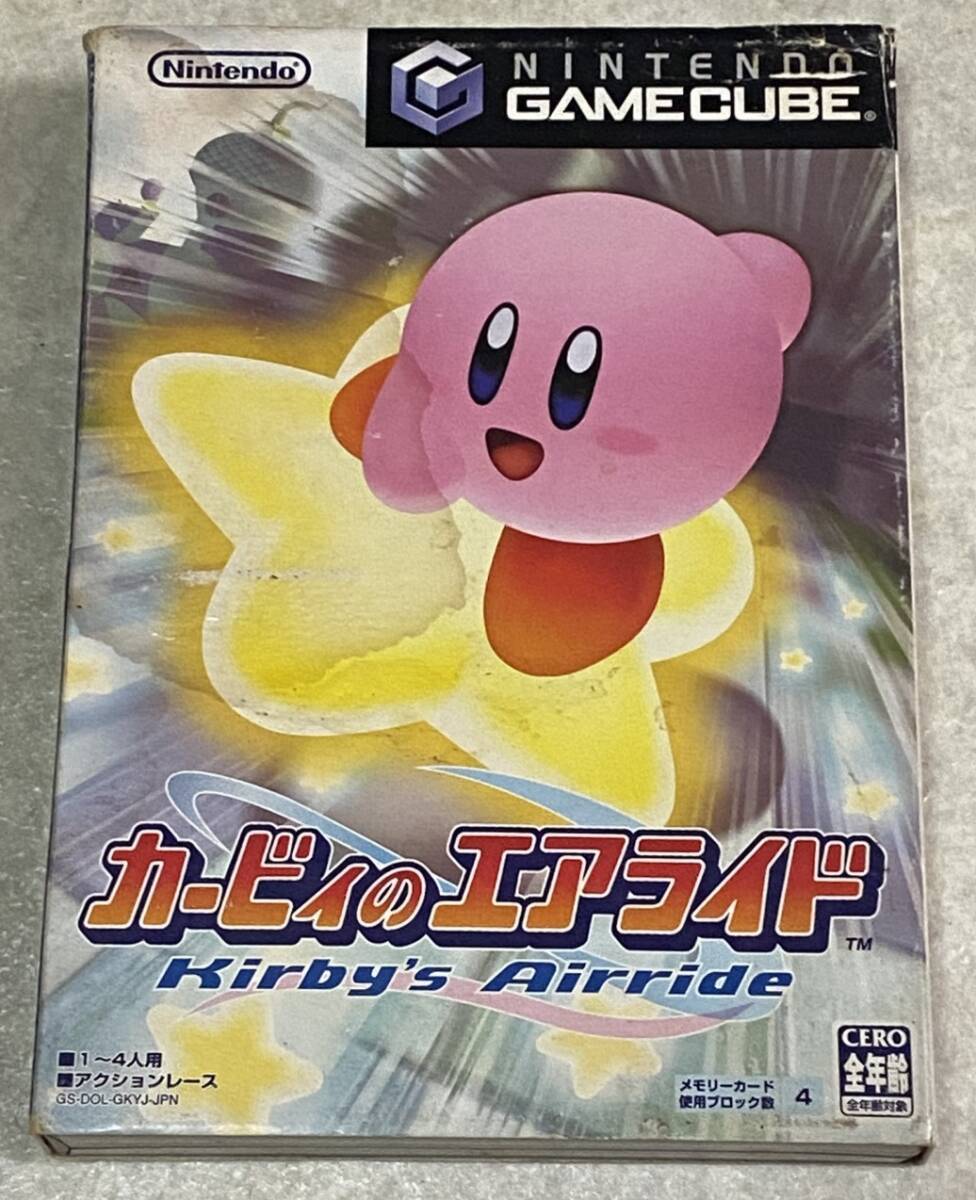 Nintendo®
NINTENDO
GAMECUBE®
カービィのエアライド™
Kirby's Airride
■1～4人用
■アクションレース
GS-DOL-GKYJ-JPN
メモリーカード
使用ブロック数 4
CERO
全年齢
全年齢対象